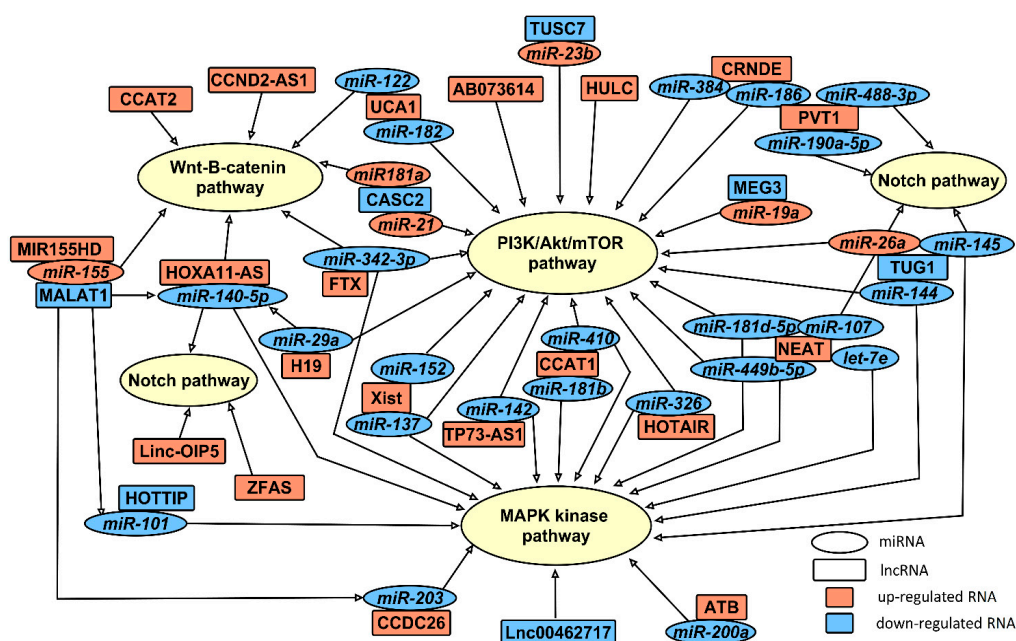 TUSC7
miR-23b
CCND2-AS1
miR-122
CRNDE
CCAT2
UCA1
AB073614
HULC
miR-384
miR-186
miR-488-3p
PVT1
miR-182
miR-190a-5p
Wnt-B-catenin
pathway
miR181a
CASC2
miR-21
MEG3
miR-19a
Notch pathway
MIR155HD
miR-155
MALAT1
HOXA11-AS
miR-140-5p
miR-342-3p
FTX
PI3K/Akt/mTOR
pathway
miR-26a
miR-145
TUG1
miR-144
miR-29a
H19
miR-410
CCAT1
miR-181b
miR-181d-5p
miR-107
NEAT
miR-449b-5p
let-7e
Notch pathway
miR-152
Xist
miR-137
miR-142
TP73-AS1
miR-326
HOTAIR
Linc-OIP5
ZFAS
HOTTIP
miR-101
MAPK kinase
pathway
miRNA
lncRNA
up-regulated RNA
down-regulated RNA
miR-203
CCDC26
Lnc00462717
ATB
miR-200a